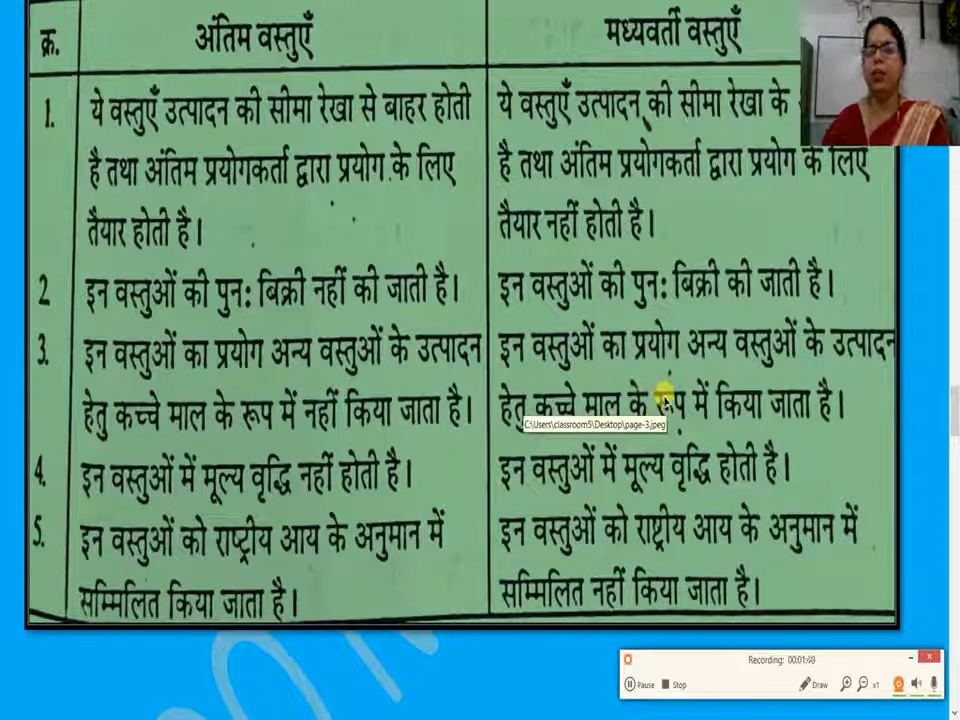 क्र. अंतिम वस्तुएँ मध्यवर्ती वस्तुएँ
1. ये वस्तुएँ उत्पादन की सीमा रेखा से बाहर होती
है तथा अंतिम प्रयोगकर्ता द्वारा प्रयोग के लिए
तैयार होती है।
ये वस्तुएँ उत्पादन की सीमा रेखा के
है तथा अंतिम प्रयोगकर्ता द्वारा प्रयोग के लिए
तैयार नहीं होती है।
2 इन वस्तुओं की पुन: बिक्री नहीं की जाती है।
इन वस्तुओं की पुन: बिक्री की जाती है।
3. इन वस्तुओं का प्रयोग अन्य वस्तुओं के उत्पादन
हेतु कच्चे माल के रूप में नहीं किया जाता है।
इन वस्तुओं का प्रयोग अन्य वस्तुओं के उत्पादन
हेतु कच्चे माल के रूप में किया जाता है।
C:\Users\classroom5\Desktop\page-3.jpeg
4. इन वस्तुओं में मूल्य वृद्धि नहीं होती है।
इन वस्तुओं में मूल्य वृद्धि होती है।
5. इन वस्तुओं को राष्ट्रीय आय के अनुमान में
सम्मिलित किया जाता है।
इन वस्तुओं को राष्ट्रीय आय के अनुमान में
सम्मिलित नहीं किया जाता है।
Recording: 00:01:48
Pause Stop Draw x1